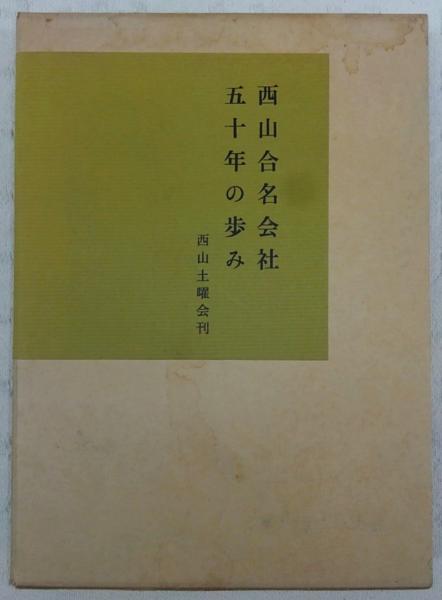 西山合名会社
五十年の歩み
西山土曜会刊